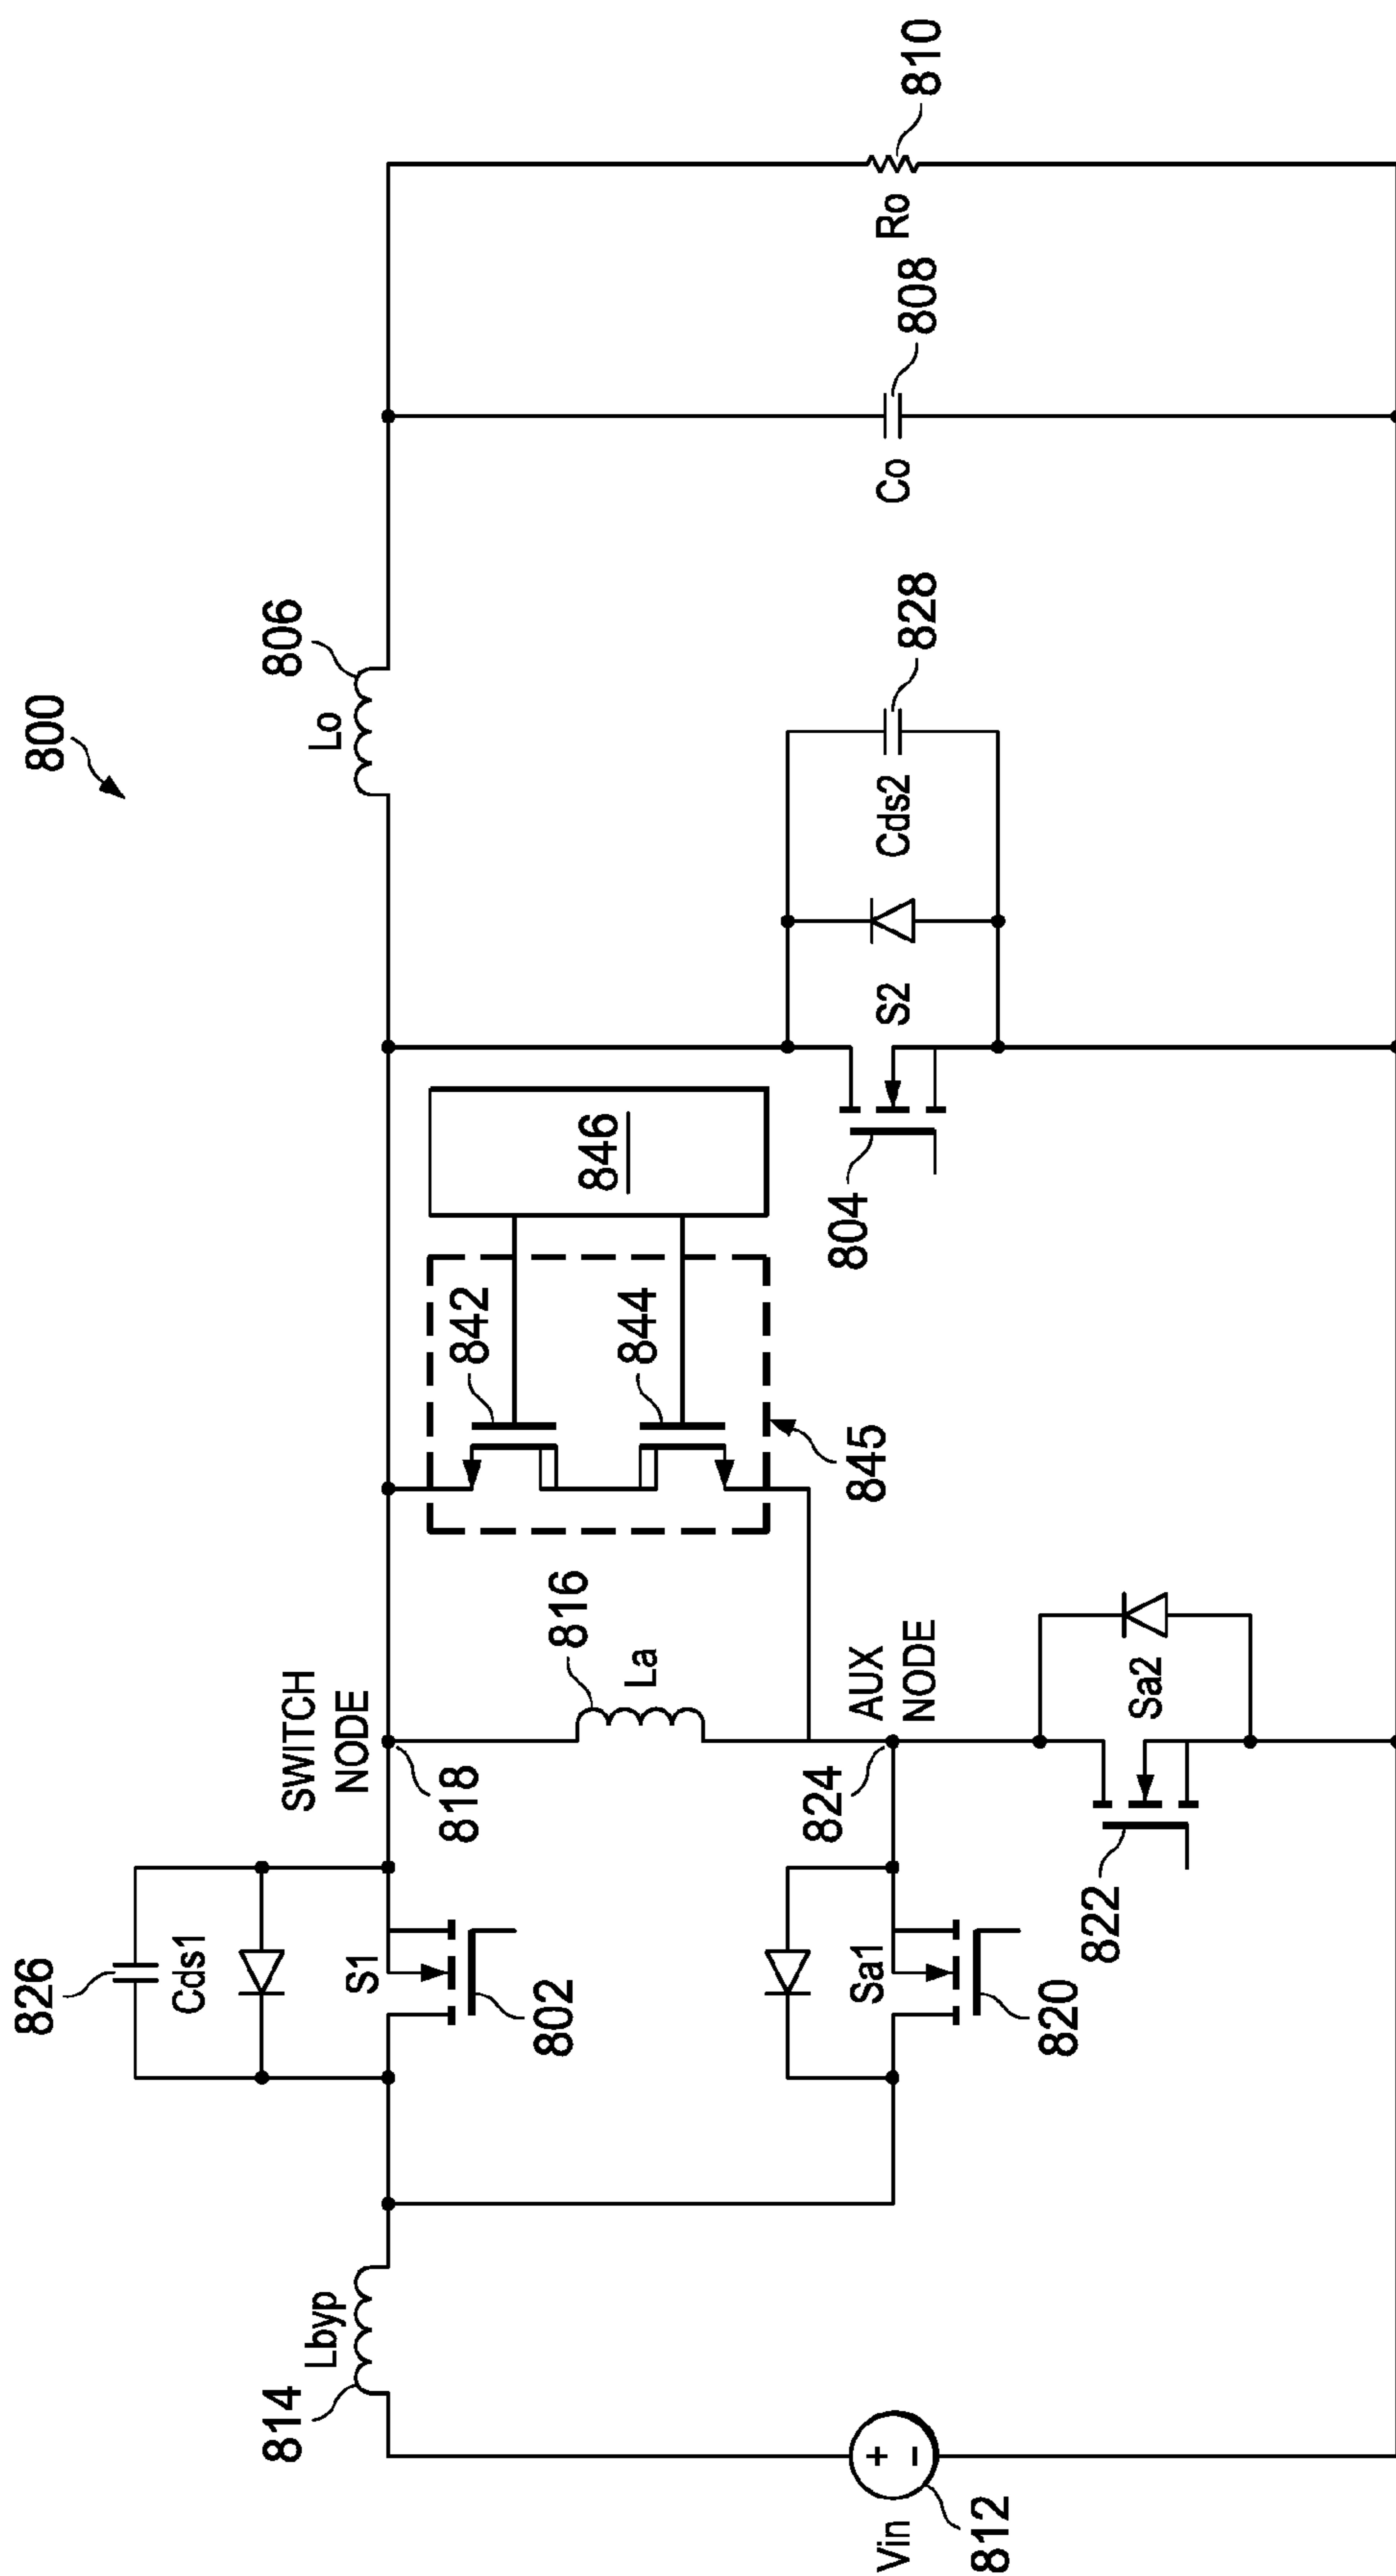 800
826
Cds1
S1
802
814
Lbyp
SWITCH
NODE
818
816
La
842
844
845
846
806
Lo
Sa1
820
AUX
NODE
824
822
Sa2
804
S2
Cds2
828
Co
808
Ro
810
Vin
+
-
812